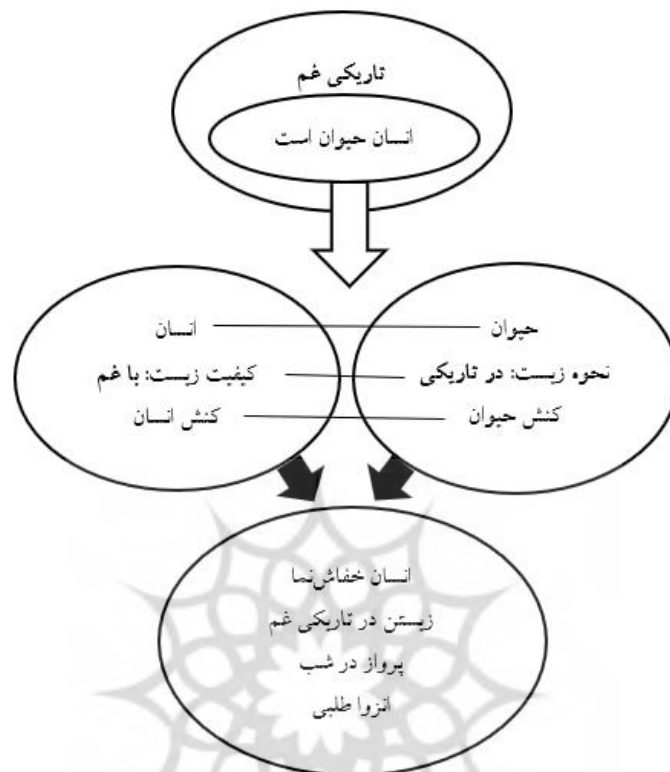 تاریکی غم
انسان حیوان است
حیوان
انسان
نحوه زیست: در تاریکی
کیفیت زیست: با غم
کنش حیوان
کنش انسان
انسان خفاش‌نما
زیستن در تاریکی غم
پرواز در شب
انزوا طلبی